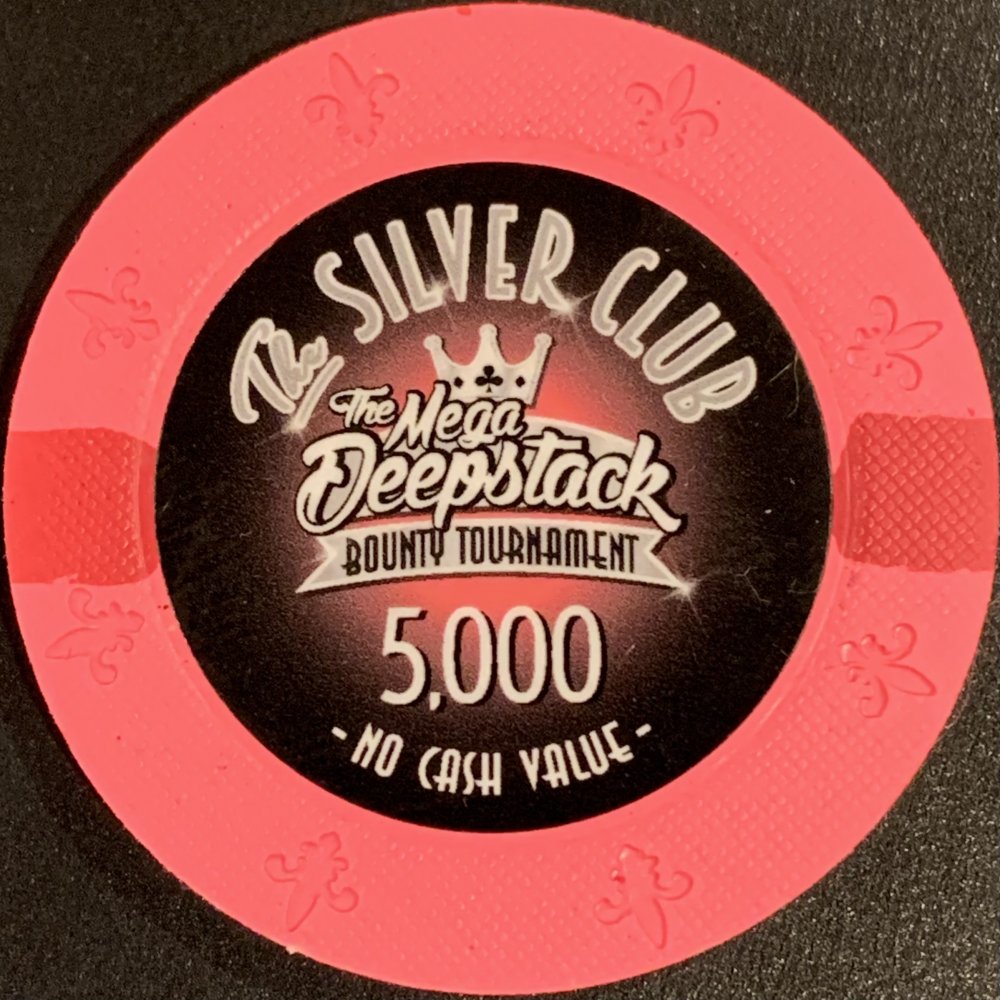 The SILVER CLUB
The Mega
Deepstack
BOUNTY TOURNAMENT
5,000
- NO CASH VALUE -